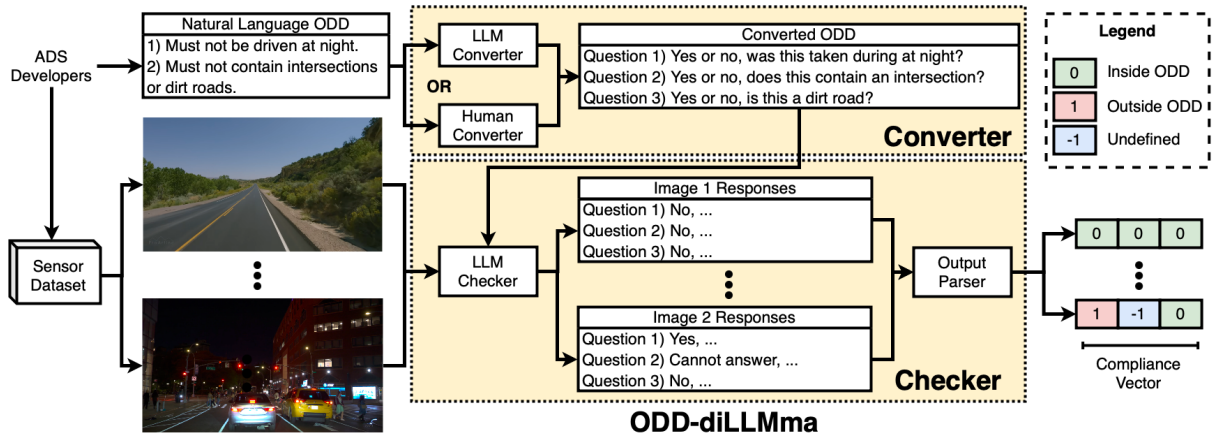 ADS
Developers
Natural Language ODD
1) Must not be driven at night.
2) Must not contain intersections
or dirt roads.
LLM
Converter
OR
Human
Converter
Converted ODD
Question 1) Yes or no, was this taken during at night?
Question 2) Yes or no, does this contain an intersection?
Question 3) Yes or no, is this a dirt road?
Converter
Legend
0 Inside ODD
1 Outside ODD
-1 Undefined
Sensor
Dataset
LLM
Checker
Image 1 Responses
Question 1) No, ...
Question 2) No, ...
Question 3) No, ...
Image 2 Responses
Question 1) Yes, ...
Question 2) Cannot answer, ...
Question 3) No, ...
Output
Parser
Checker
0 0 0
1 -1 0
Compliance
Vector
ODD-diLLMma